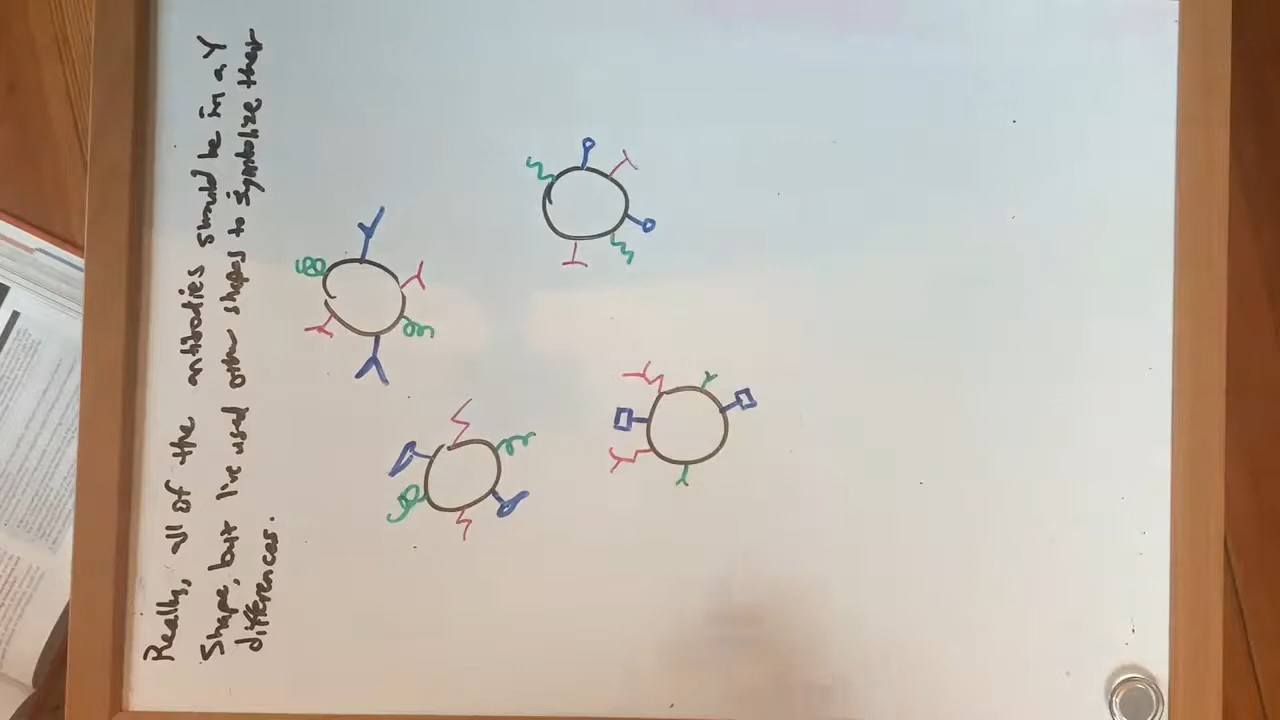 Really, all of the antibodies should be in a Y
Shape, but I've used other shapes to symbolize their
differences.